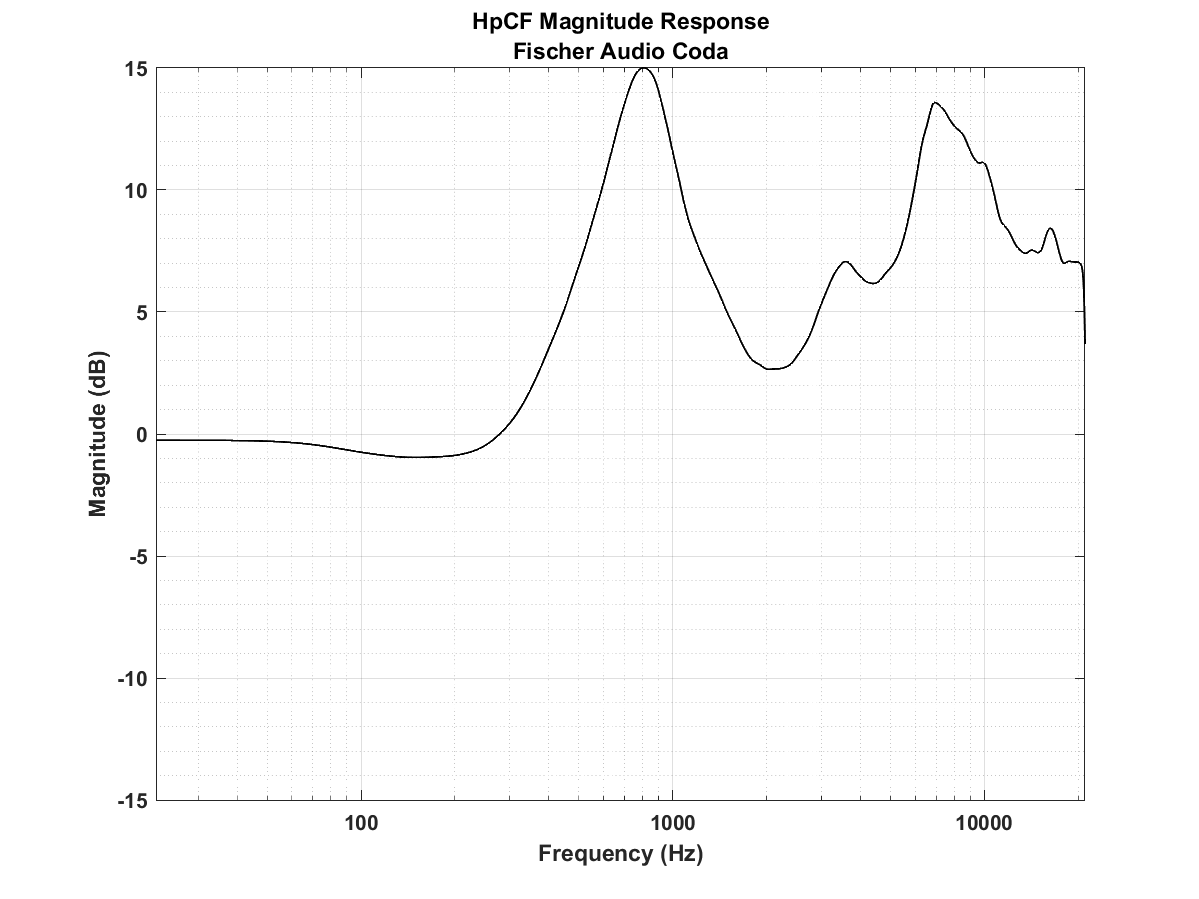 HpCF Magnitude Response
Fischer Audio Coda
15
10
5
0
-5
-10
-15
Magnitude (dB)
100 1000 10000
Frequency (Hz)